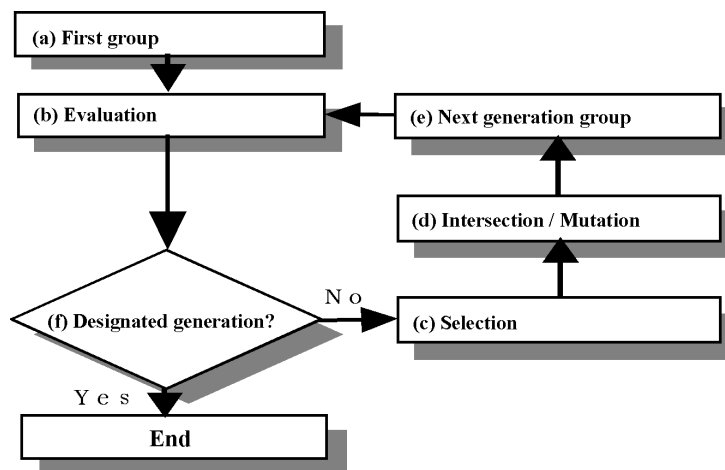 (a) First group
(b) Evaluation
(e) Next generation group
(d) Intersection / Mutation
(f) Designated generation?
No
(c) Selection
Yes
End